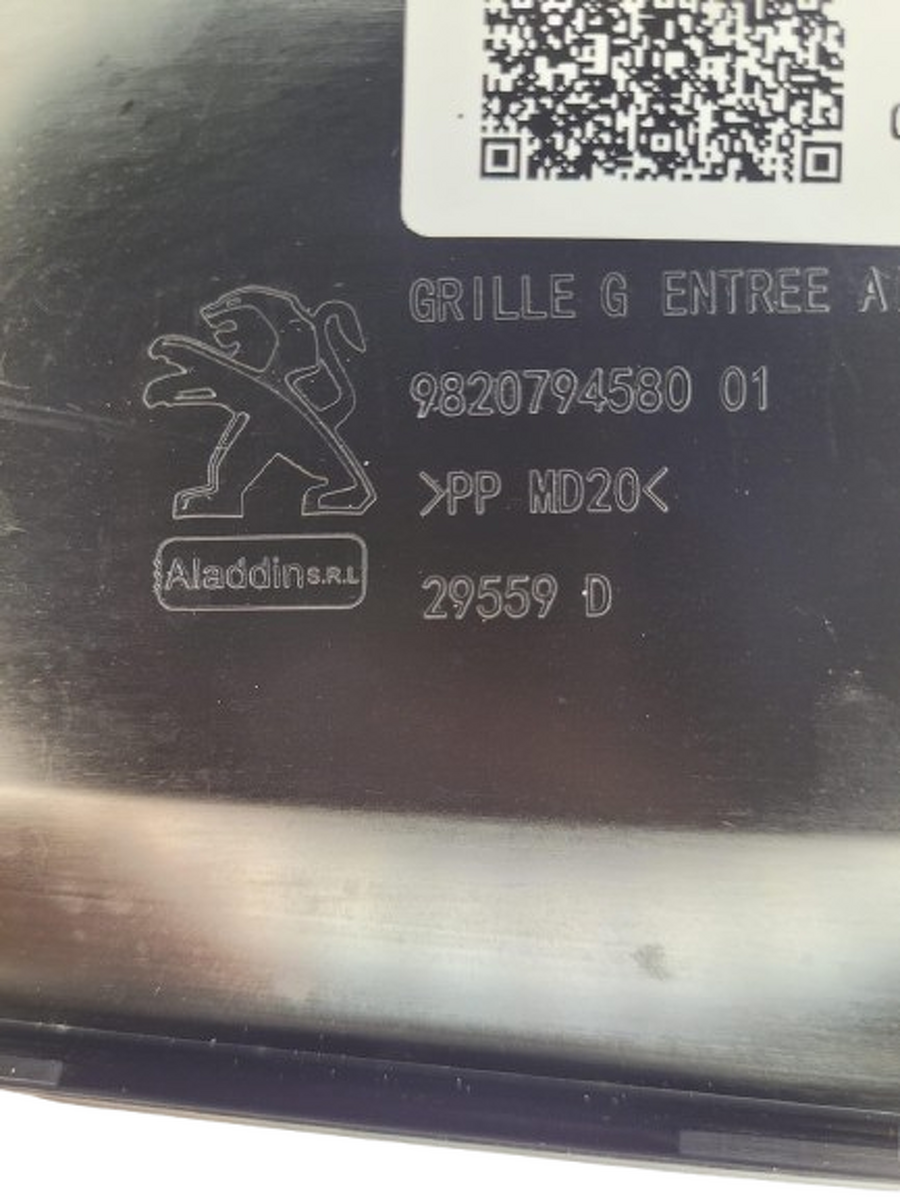 GRILLE G ENTREE
9820794580 01
>PP MD20<
Aladdin S.R.L
29559 D